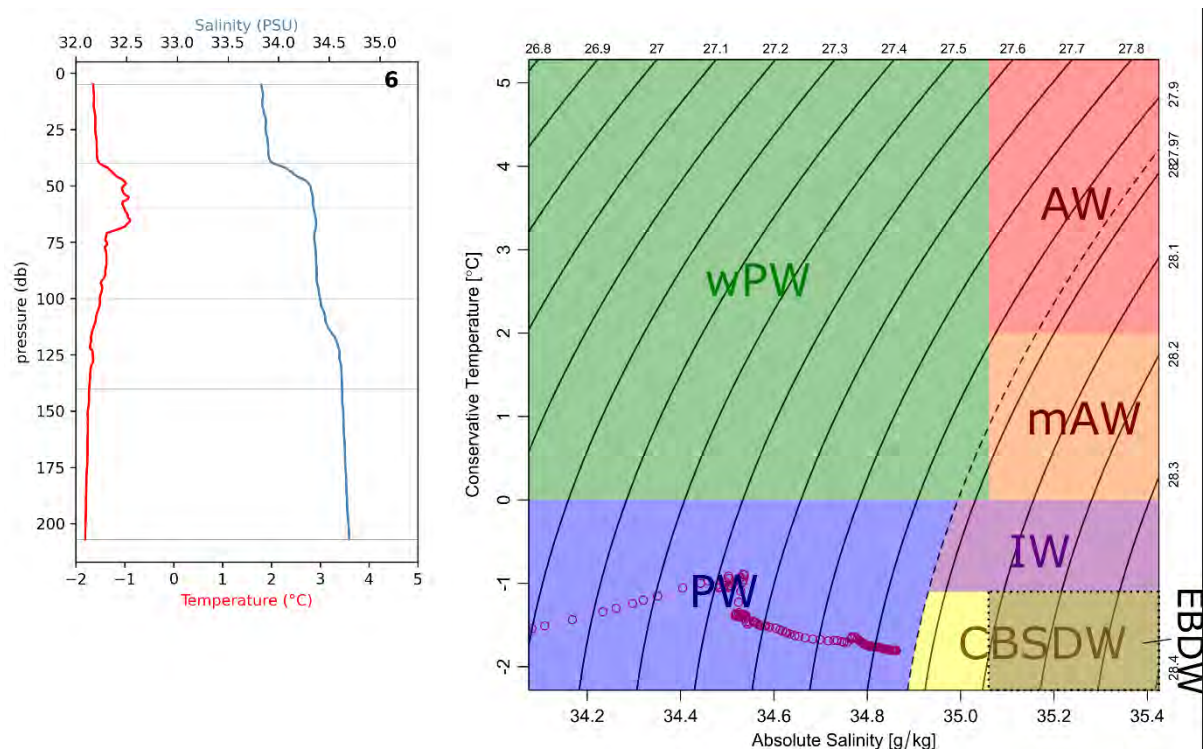 Salinity (PSU)
32.0 32.5 33.0 33.5 34.0 34.5 35.0
6
pressure (db)
0
25
50
75
100
125
150
175
200
−2 −1 0 1 2 3 4 5
Temperature (°C)
26.8 26.9 27 27.1 27.2 27.3 27.4 27.5 27.6 27.7 27.8
27.9
27.97
28
28.1
28.2
28.3
28.4
Conservative Temperature [°C]
5
4
3
2
1
0
-1
-2
wPW
AW
mAW
PW
IW
CBSDW
EBDW
34.2 34.4 34.6 34.8 35.0 35.2 35.4
Absolute Salinity [g/kg]